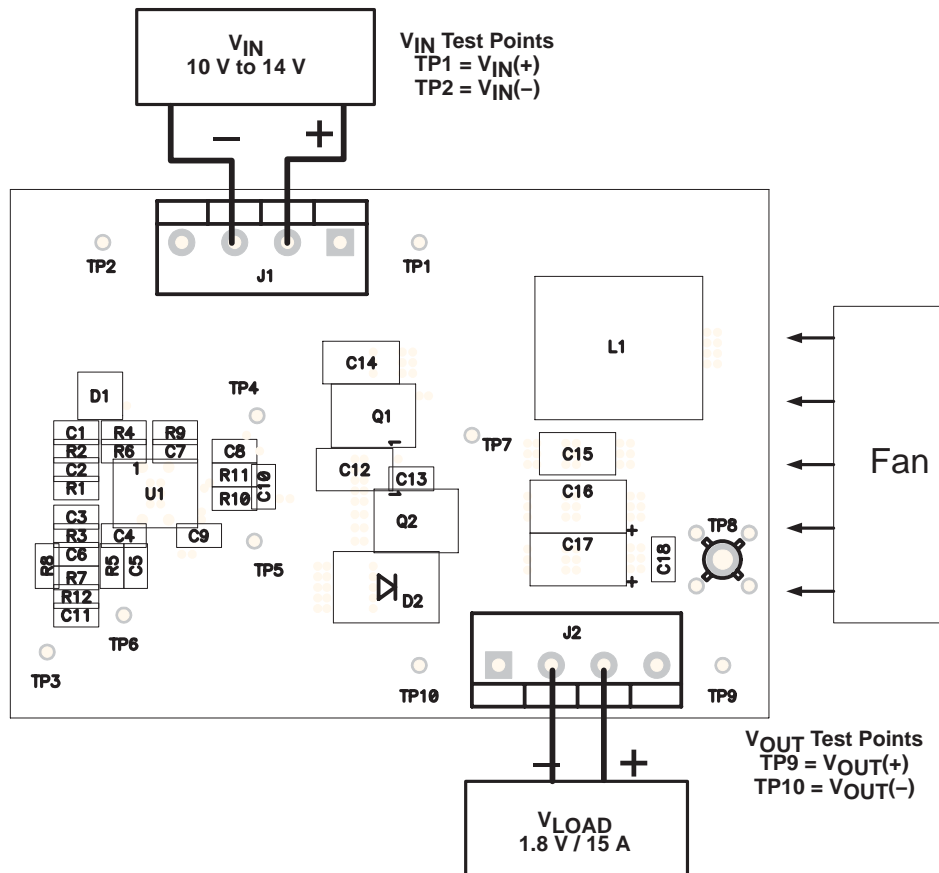 VIN
10 V to 14 V
VIN Test Points
TP1 = VIN(+)
TP2 = VIN(–)
– +
TP2
J1
TP1
L1
Fan
C14
D1
TP4
Q1
TP7
C1 R4 R9
R2 R6 C7 C8
C2 1
R1 U1
R11 C10
R10
C12 C13
1
1
C15
C16
C3
R3 C4 C9
Q2
C17 +
C18
TP8
R8 C6 R5 C5
R7
TP5
D2
+
R12
C11
TP6
J2
TP3
TP10
TP9
VOUT Test Points
TP9 = VOUT(+)
TP10 = VOUT(–)
– +
VLOAD
1.8 V / 15 A